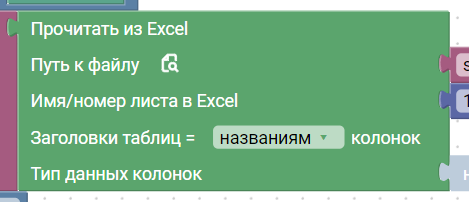 Прочитать из Excel
Путь к файлу
Имя/номер листа в Excel
Заголовки таблиц = названиям колонок
Тип данных колонок